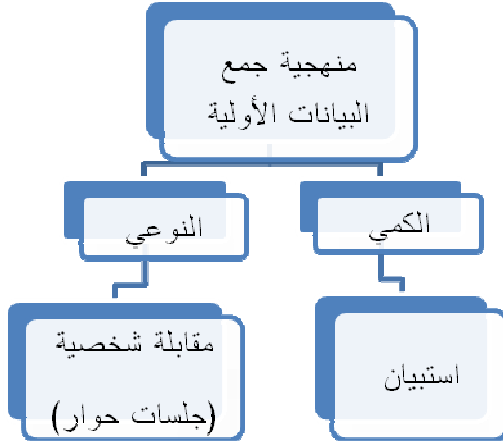 منهجية جمع
البيانات الأولية
الكمي
النوعي
استبيان
مقابلة شخصية
(جلسات حوار)